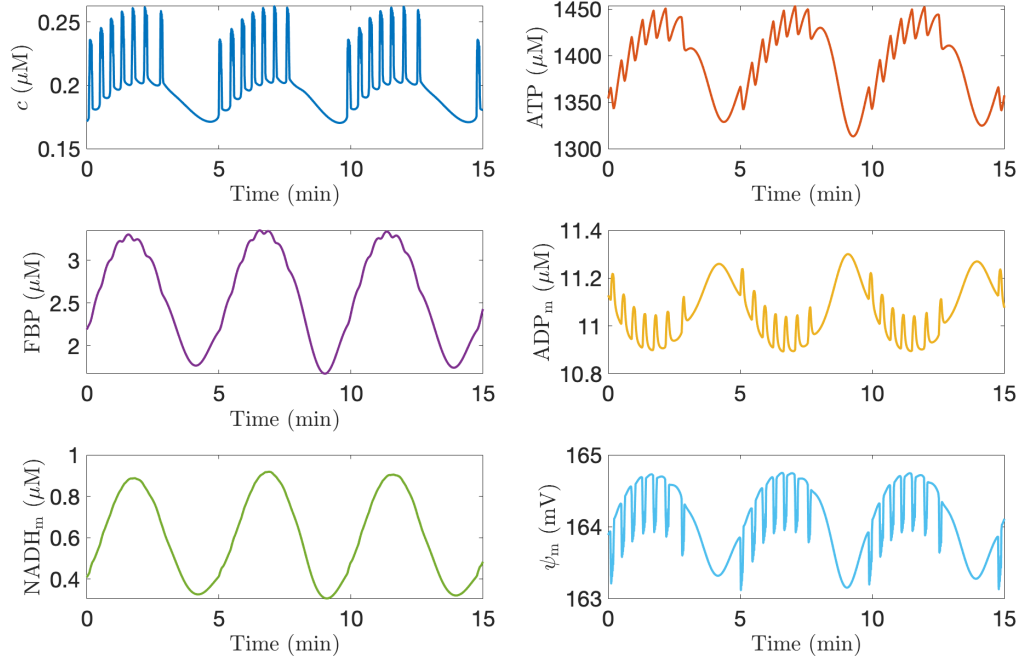 0.25
0.2
0.15
c (μM)
0 5 10 15
Time (min)
1450
1400
1350
1300
ATP (μM)
0 5 10 15
Time (min)
3
2.5
2
FBP (μM)
0 5 10 15
Time (min)
11.4
11.2
11
10.8
ADPm (μM)
0 5 10 15
Time (min)
1
0.8
0.6
0.4
NADHm (μM)
0 5 10 15
Time (min)
165
164
163
ψm (mV)
0 5 10 15
Time (min)